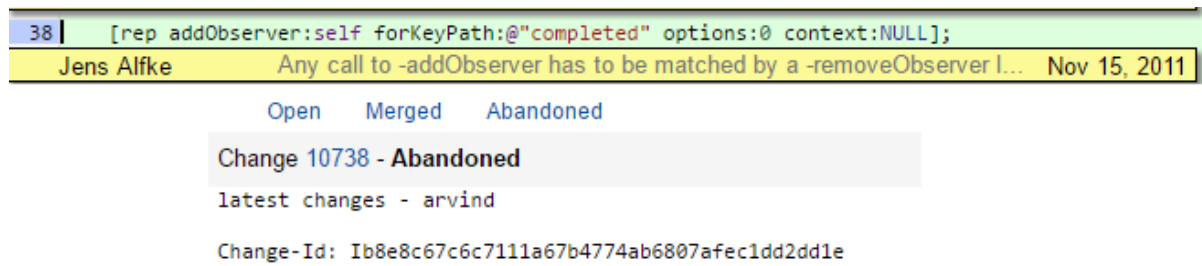 38 [rep addObserver:self forKeyPath:@"completed" options:0 context:NULL];
Jens Alfke Any call to -addObserver has to be matched by a -removeObserver l... Nov 15, 2011
Open Merged Abandoned
Change 10738 - Abandoned
latest changes - arvind
Change-Id: Ib8e8c67c6c7111a67b4774ab6807afec1dd2dd1e